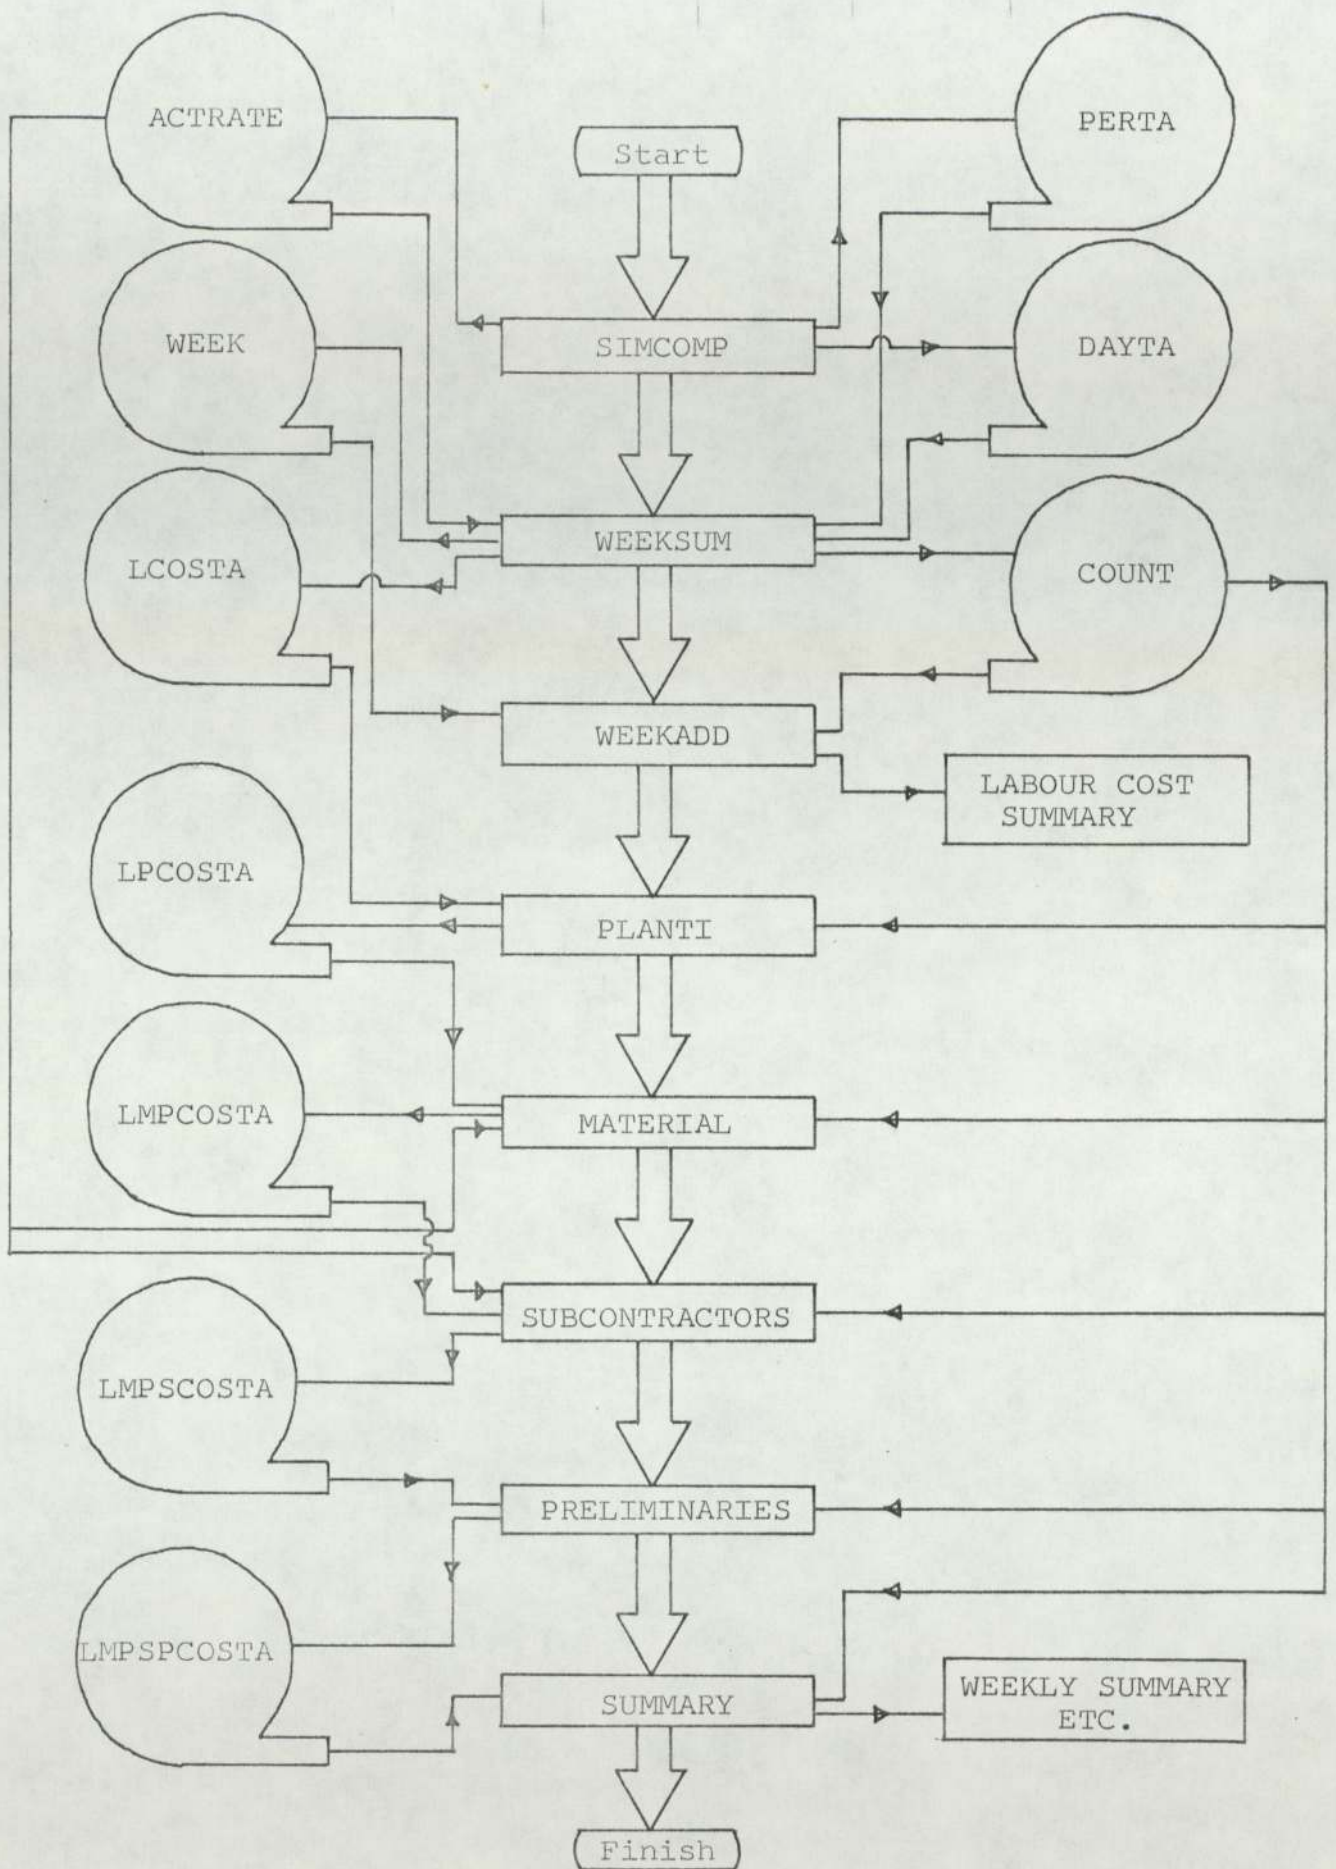 ACTRATE
Start
PERTA
WEEK
SIMCOMP
DAYTA
LCOSTA
WEEKSUM
COUNT
WEEKADD
LABOUR COST
SUMMARY
LPCOSTA
PLANTI
LMPCOSTA
MATERIAL
SUBCONTRACTORS
LMPSCOSTA
PRELIMINARIES
LMPSPCOSTA
SUMMARY
WEEKLY SUMMARY
ETC.
Finish